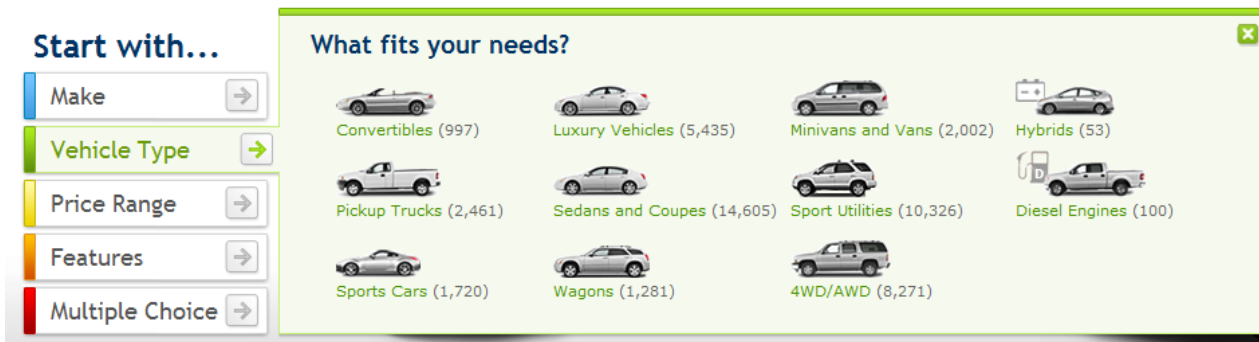 Start with...
Make
Vehicle Type
Price Range
Features
Multiple Choice
What fits your needs?
Convertibles (997)
Luxury Vehicles (5,435)
Minivans and Vans (2,002)
Hybrids (53)
Pickup Trucks (2,461)
Sedans and Coupes (14,605)
Sport Utilities (10,326)
D
Diesel Engines (100)
Sports Cars (1,720)
Wagons (1,281)
4WD/AWD (8,271)